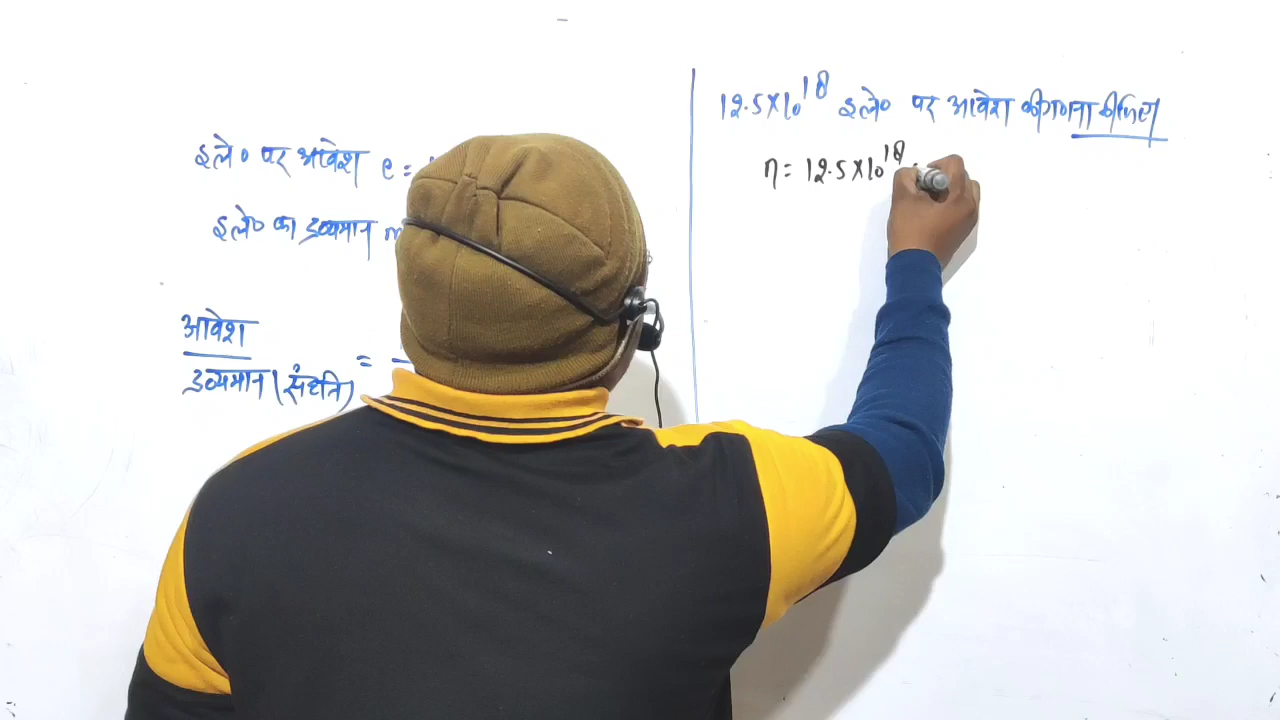 इले० पर आवेश e =
इले० का द्रव्यमान m
आवेश
द्रव्यमान (संहति) =
12.5×10¹⁸ इले० पर आवेश की गणना कीजिए
η = 12.5×10¹⁸